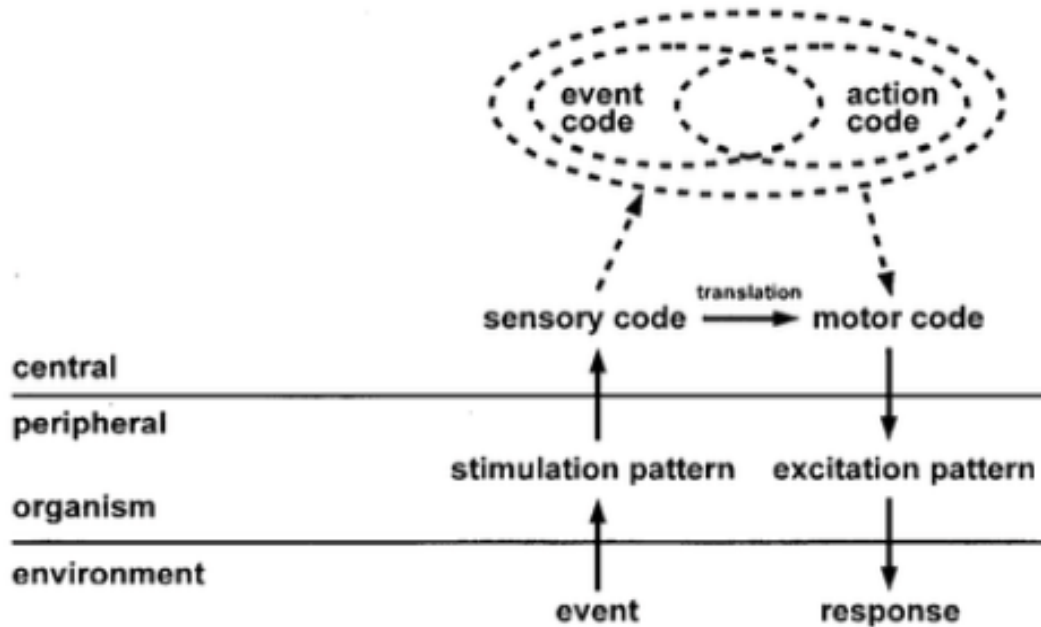 event action
code code
translation
sensory code motor code
central
peripheral
stimulation pattern excitation pattern
organism
environment
event response